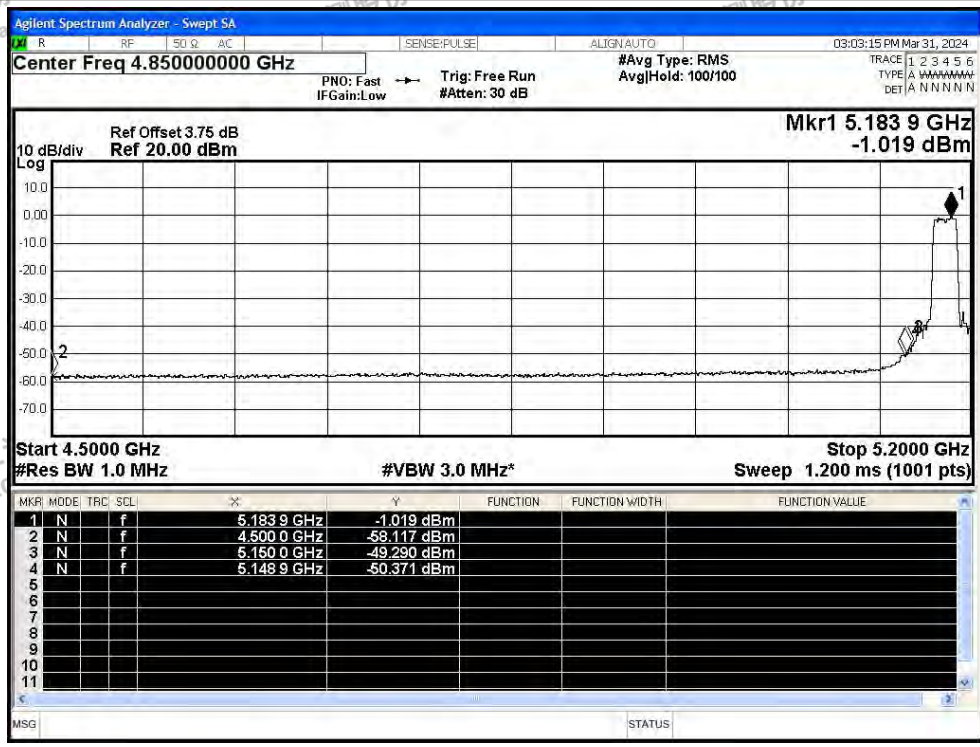 Agilent Spectrum Analyzer - Swept SA
R RF 50 Ω AC SENSE:PULSE ALIGN AUTO 03:03:15 PM Mar 31, 2024
Center Freq 4.850000000 GHz
PNO: Fast
IFGain:Low
Trig: Free Run
#Atten: 30 dB
#Avg Type: RMS
Avg|Hold: 100/100
TRACE 1 2 3 4 5 6
TYPE A WWWWW
DET A N N N N N
Ref Offset 3.75 dB
10 dB/div Ref 20.00 dBm
Log
Mkr1 5.183 9 GHz
-1.019 dBm
10.0
0.00
-10.0
-20.0
-30.0
-40.0
-50.0
-60.0
-70.0
1
2
Start 4.5000 GHz Stop 5.2000 GHz
#Res BW 1.0 MHz #VBW 3.0 MHz* Sweep 1.200 ms (1001 pts)
MKR MODE TRC SCL X Y FUNCTION FUNCTION WIDTH FUNCTION VALUE
1 N f 5.183 9 GHz -1.019 dBm
2 N f 4.500 0 GHz -58.117 dBm
3 N f 5.150 0 GHz -49.290 dBm
4 N f 5.148 9 GHz -50.371 dBm
5
6
7
8
9
10
11
MSG STATUS